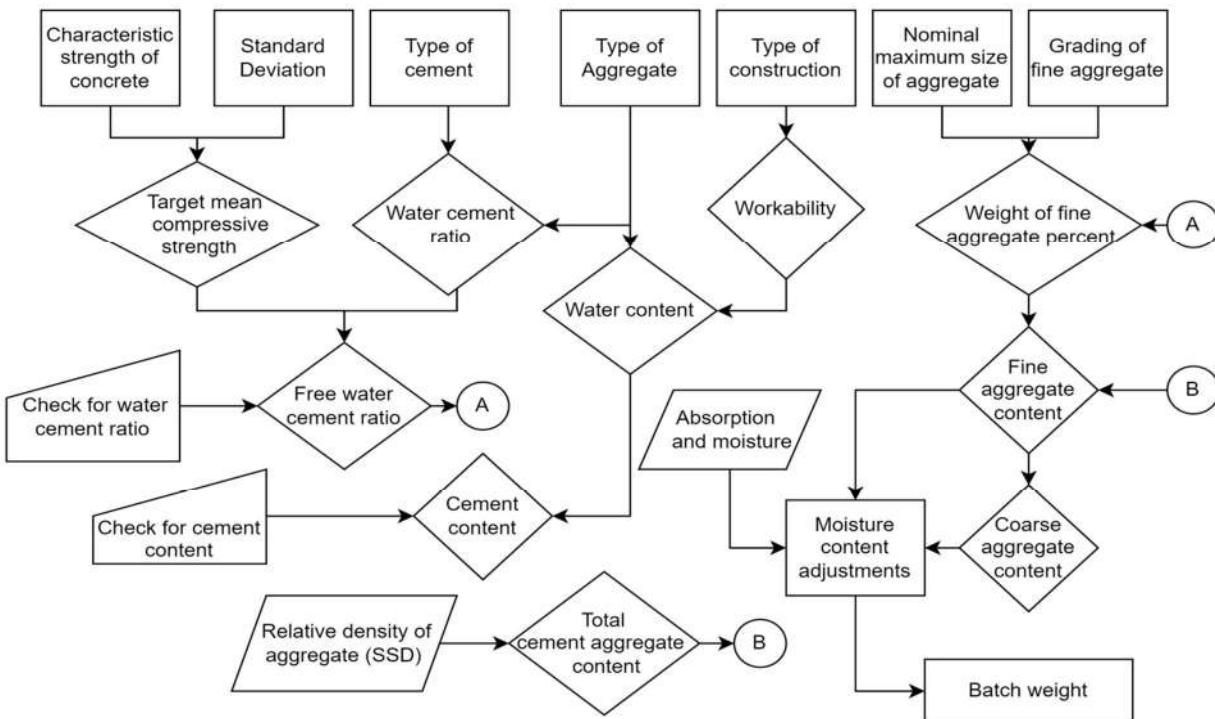 Characteristic
strength of
concrete
Standard
Deviation
Type of
cement
Type of
Aggregate
Type of
construction
Nominal
maximum size
of aggregate
Grading of
fine aggregate
Target mean
compressive
strength
Water cement
ratio
Workability
Weight of fine
aggregate percent
A
Water content
Check for water
cement ratio
Free water
cement ratio
A
Fine
aggregate
content
B
Absorption
and moisture
Check for cement
content
Cement
content
Moisture
content
adjustments
Coarse
aggregate
content
Relative density of
aggregate (SSD)
Total
cement aggregate
content
B
Batch weight